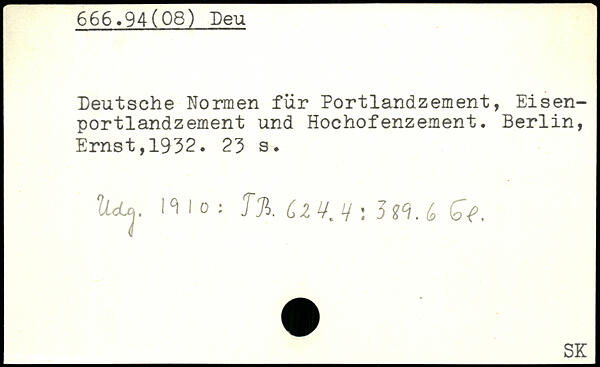 666.94(08) Deu
Deutsche Normen für Portlandzement, Eisen-
portlandzement und Hochofenzement. Berlin,
Ernst,1932. 23 s.
Udg. 1910: TB. 624.4:389.6 Gl.
SK